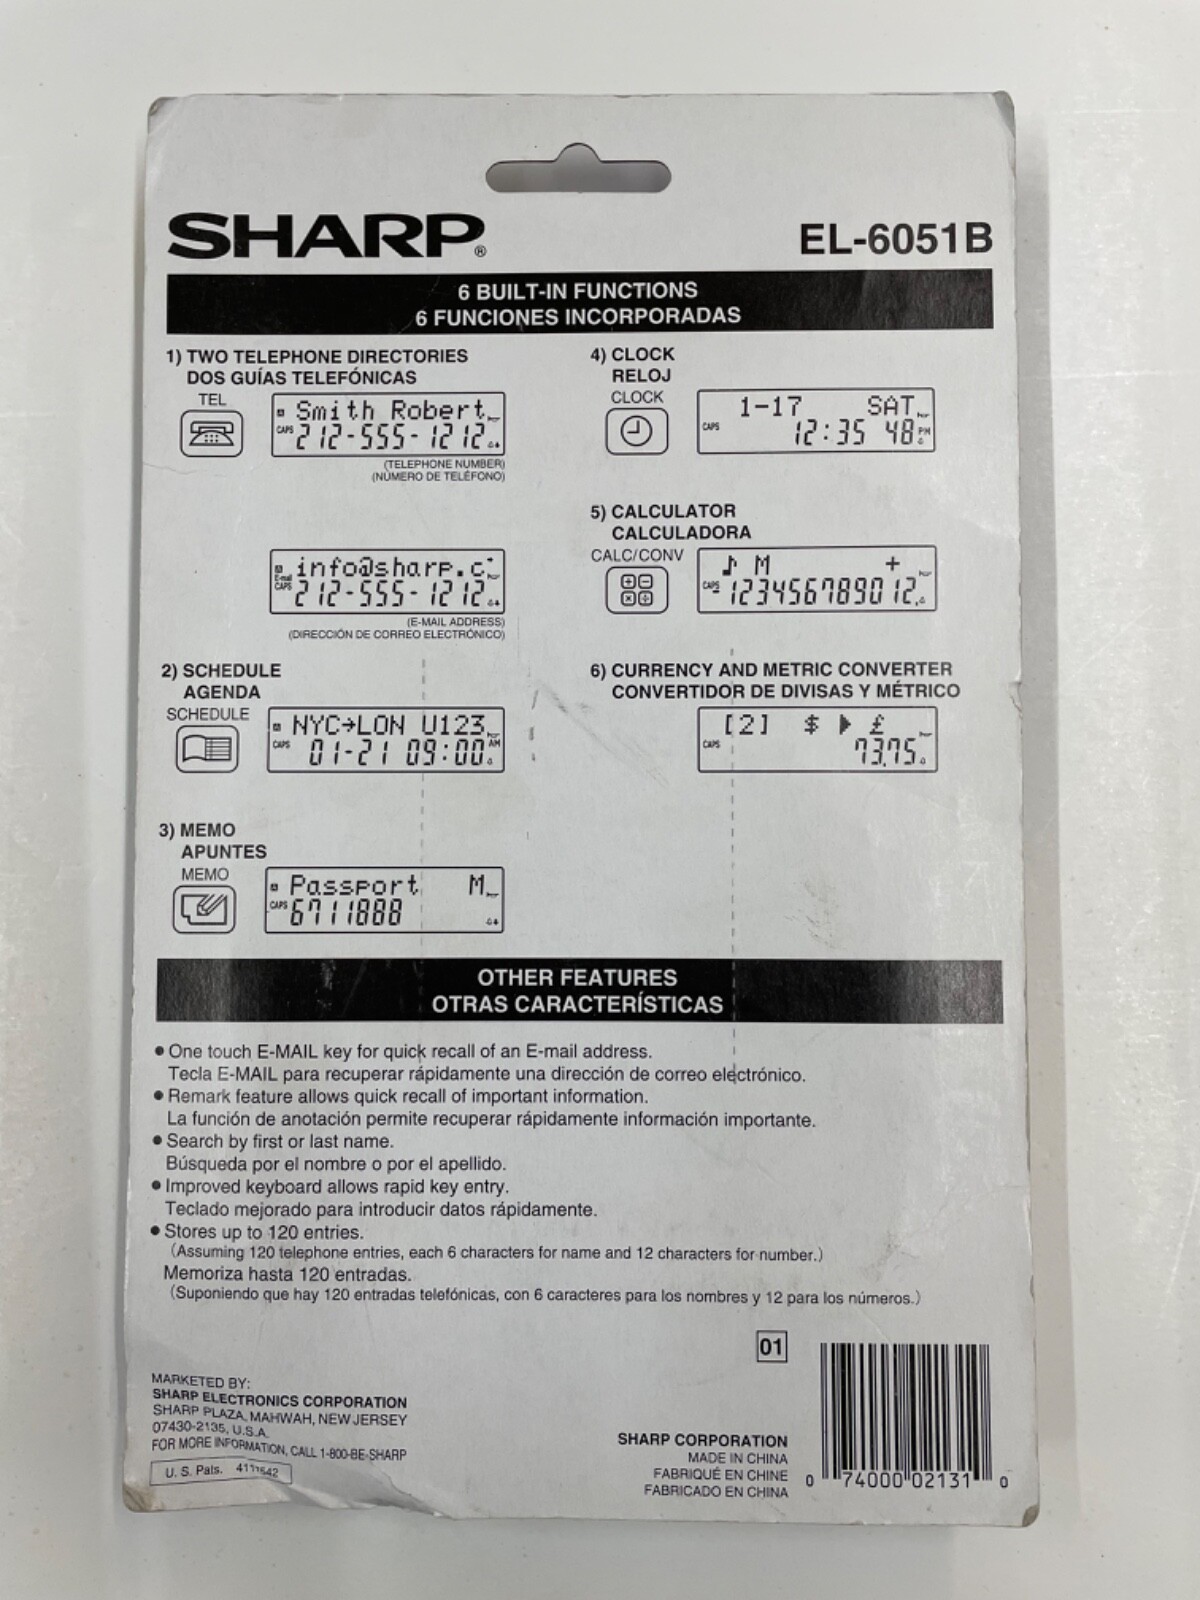 SHARP®
EL-6051B
6 BUILT-IN FUNCTIONS
6 FUNCIONES INCORPORADAS
1) TWO TELEPHONE DIRECTORIES
DOS GUÍAS TELEFÓNICAS
TEL
Smith Robert
CAPS 212-555-1212
(TELEPHONE NUMBER)
(NÚMERO DE TELÉFONO)
info@sharp.c
E-mail
CAPS 212-555-1212
(E-MAIL ADDRESS)
(DIRECCIÓN DE CORREO ELECTRÓNICO)
2) SCHEDULE
AGENDA
SCHEDULE
NYC→LON U123
CAPS 01-21 09:00 AM
3) MEMO
APUNTES
MEMO
Passport M
CAPS 6711888
4) CLOCK
RELOJ
CLOCK
1-17 SAT
CAPS 12:35 48 PM
5) CALCULATOR
CALCULADORA
CALC/CONV
♪ M +
CAPS 123456789012.
6) CURRENCY AND METRIC CONVERTER
CONVERTIDOR DE DIVISAS Y MÉTRICO
[2] $ ▶ £
CAPS 73.75
OTHER FEATURES
OTRAS CARACTERÍSTICAS
● One touch E-MAIL key for quick recall of an E-mail address.
Tecla E-MAIL para recuperar rápidamente una dirección de correo electrónico.
● Remark feature allows quick recall of important information.
La función de anotación permite recuperar rápidamente información importante.
● Search by first or last name.
Búsqueda por el nombre o por el apellido.
● Improved keyboard allows rapid key entry.
Teclado mejorado para introducir datos rápidamente.
● Stores up to 120 entries.
(Assuming 120 telephone entries, each 6 characters for name and 12 characters for number.)
Memoriza hasta 120 entradas.
(Suponiendo que hay 120 entradas telefónicas, con 6 caracteres para los nombres y 12 para los números.)
01
MARKETED BY:
SHARP ELECTRONICS CORPORATION
SHARP PLAZA, MAHWAH, NEW JERSEY
07430-2135, U.S.A.
FOR MORE INFORMATION, CALL 1-800-BE-SHARP
U. S. Pats.
SHARP CORPORATION
MADE IN CHINA
FABRIQUÉ EN CHINE
FABRICADO EN CHINA
0 74000 02131 0